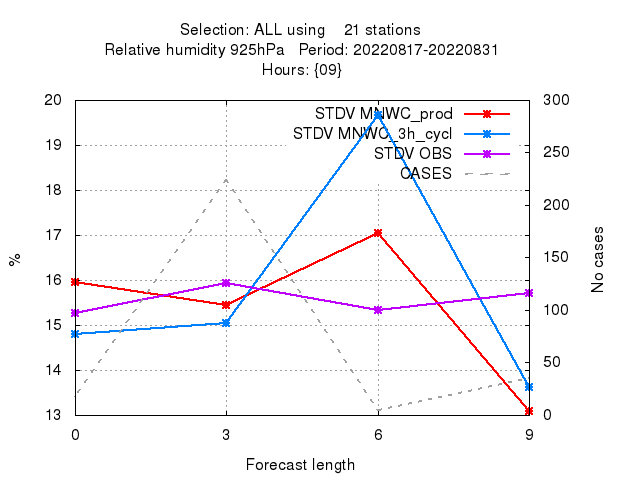 Selection: ALL using 21 stations
Relative humidity 925hPa Period: 20220817-20220831
Hours: {09}
STDV MNWC_prod
STDV MNWC_3h_cycl
STDV OBS
CASES
20
19
18
17
16
15
14
13
300
250
200
150
100
50
0
%
No cases
0 3 6 9
Forecast length